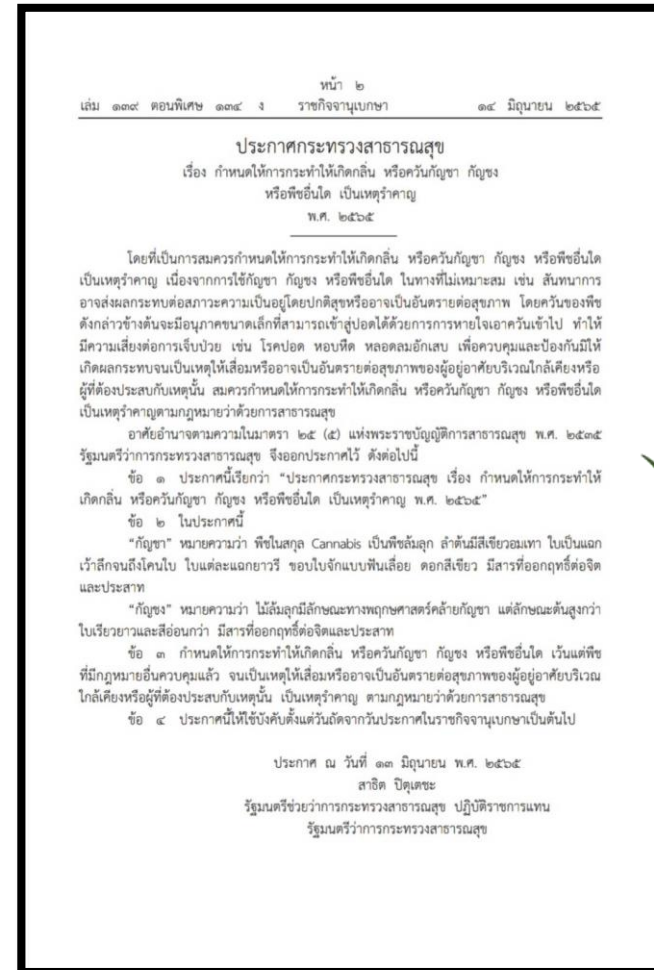 หน้า ๒
เล่ม ๑๓๙ ตอนพิเศษ ๑๓๔ ง ราชกิจจานุเบกษา ๑๔ มิถุนายน ๒๕๖๕
ประกาศกระทรวงสาธารณสุข
เรื่อง กำหนดให้การกระทำให้เกิดกลิ่น หรือควันกัญชา กัญชง
หรือพืชอื่นใด เป็นเหตุรำคาญ
พ.ศ. ๒๕๖๕
โดยที่เป็นการสมควรกำหนดให้การกระทำให้เกิดกลิ่น หรือควันกัญชา กัญชง หรือพืชอื่นใด
เป็นเหตุรำคาญ เนื่องจากการใช้กัญชา กัญชง หรือพืชอื่นใด ในทางที่ไม่เหมาะสม เช่น สันทนาการ
อาจส่งผลกระทบต่อสภาวะความเป็นอยู่โดยปกติสุขหรืออาจเป็นอันตรายต่อสุขภาพ โดยควันของพืช
ดังกล่าวข้างต้นจะมีอนุภาคขนาดเล็กที่สามารถเข้าสู่ปอดได้ด้วยการการหายใจเอาควันเข้าไป ทำให้
มีความเสี่ยงต่อการเจ็บป่วย เช่น โรคปอด หอบหืด หลอดลมอักเสบ เพื่อควบคุมและป้องกันมิให้
เกิดผลกระทบจนเป็นเหตุให้เสื่อมหรืออาจเป็นอันตรายต่อสุขภาพของผู้อยู่อาศัยบริเวณใกล้เคียงหรือ
ผู้ที่ต้องประสบกับเหตุนั้น สมควรกำหนดให้การกระทำให้เกิดกลิ่น หรือควันกัญชา กัญชง หรือพืชอื่นใด
เป็นเหตุรำคาญตามกฎหมายว่าด้วยการสาธารณสุข
อาศัยอำนาจตามความในมาตรา ๒๕ (๕) แห่งพระราชบัญญัติการสาธารณสุข พ.ศ. ๒๕๓๕
รัฐมนตรีว่าการกระทรวงสาธารณสุข จึงออกประกาศไว้ ดังต่อไปนี้
ข้อ ๑ ประกาศนี้เรียกว่า “ประกาศกระทรวงสาธารณสุข เรื่อง กำหนดให้การกระทำให้
เกิดกลิ่น หรือควันกัญชา กัญชง หรือพืชอื่นใด เป็นเหตุรำคาญ พ.ศ. ๒๕๖๕”
ข้อ ๒ ในประกาศนี้
“กัญชา” หมายความว่า พืชในสกุล Cannabis เป็นพืชล้มลุก ลำต้นมีสีเขียวอมเทา ใบเป็นแฉก
เว้าลึกจนถึงโคนใบ ใบแต่ละแฉกยาวรี ขอบใบจักแบบฟันเลื่อย ดอกสีเขียว มีสารที่ออกฤทธิ์ต่อจิต
และประสาท
“กัญชง” หมายความว่า ไม้ล้มลุกมีลักษณะทางพฤกษศาสตร์คล้ายกัญชา แต่ลักษณะต้นสูงกว่า
ใบเรียวยาวและสีอ่อนกว่า มีสารที่ออกฤทธิ์ต่อจิตและประสาท
ข้อ ๓ กำหนดให้การกระทำให้เกิดกลิ่น หรือควันกัญชา กัญชง หรือพืชอื่นใด เว้นแต่พืช
ที่มีกฎหมายอื่นควบคุมแล้ว จนเป็นเหตุให้เสื่อมหรืออาจเป็นอันตรายต่อสุขภาพของผู้อยู่อาศัยบริเวณ
ใกล้เคียงหรือผู้ที่ต้องประสบกับเหตุนั้น เป็นเหตุรำคาญ ตามกฎหมายว่าด้วยการสาธารณสุข
ข้อ ๔ ประกาศนี้ให้ใช้บังคับตั้งแต่วันถัดจากวันประกาศในราชกิจจานุเบกษาเป็นต้นไป
ประกาศ ณ วันที่ ๑๓ มิถุนายน พ.ศ. ๒๕๖๕
สาธิต ปิตุเตชะ
รัฐมนตรีช่วยว่าการกระทรวงสาธารณสุข ปฏิบัติราชการแทน
รัฐมนตรีว่าการกระทรวงสาธารณสุข